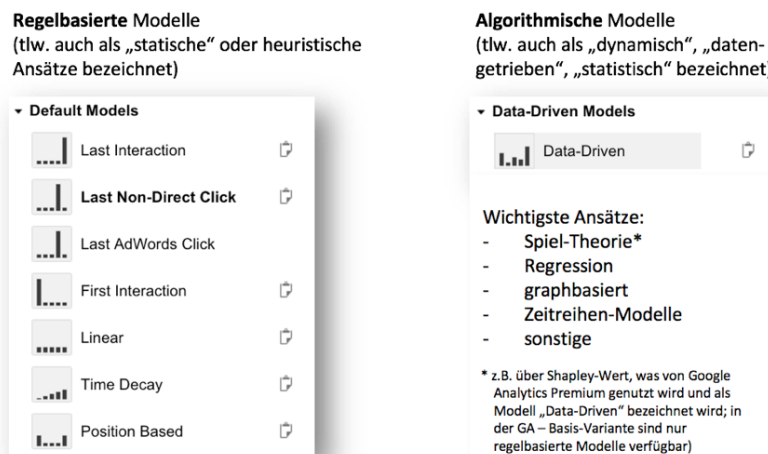 Regelbasierte Modelle
(tlw. auch als „statische“ oder heuristische
Ansätze bezeichnet)
Default Models
Last Interaction
Last Non-Direct Click
Last AdWords Click
First Interaction
Linear
Time Decay
Position Based
Algorithmische Modelle
(tlw. auch als „dynamisch“, „daten-
getrieben“, „statistisch“ bezeichnet)
Data-Driven Models
Data-Driven
Wichtigste Ansätze:
- Spiel-Theorie*
- Regression
- graphbasiert
- Zeitreihen-Modelle
- sonstige
* z.B. über Shapley-Wert, was von Google
Analytics Premium genutzt wird und als
Modell „Data-Driven“ bezeichnet wird; in
der GA – Basis-Variante sind nur
regelbasierte Modelle verfügbar)